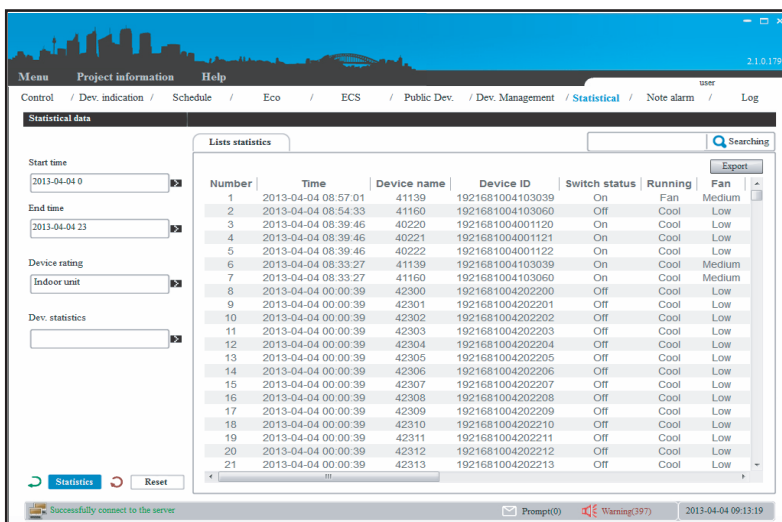 2.1.0.179
Menu Project information Help
user
Control / Dev. indication / Schedule / Eco / ECS / Public Dev. / Dev. Management / Statistical / Note alarm / Log
Statistical data
Lists statistics
Searching
Export
Start time
2013-04-04 0
End time
2013-04-04 23
Device rating
Indoor unit
Dev. statistics
Number Time Device name Device ID Switch status Running Fan
1 2013-04-04 08:57:01 41139 1921681004103039 On Fan Medium
2 2013-04-04 08:54:33 41160 1921681004103060 Off Cool Low
3 2013-04-04 08:39:46 40220 1921681004001120 On Cool Low
4 2013-04-04 08:39:46 40221 1921681004001121 On Cool Low
5 2013-04-04 08:39:46 40222 1921681004001122 On Cool Low
6 2013-04-04 08:33:27 41139 1921681004103039 On Cool Medium
7 2013-04-04 08:33:27 41160 1921681004103060 On Cool Medium
8 2013-04-04 00:00:39 42300 1921681004202200 Off Cool Low
9 2013-04-04 00:00:39 42301 1921681004202201 Off Cool Low
10 2013-04-04 00:00:39 42302 1921681004202202 Off Cool Low
11 2013-04-04 00:00:39 42303 1921681004202203 Off Cool Low
12 2013-04-04 00:00:39 42304 1921681004202204 Off Cool Low
13 2013-04-04 00:00:39 42305 1921681004202205 Off Cool Low
14 2013-04-04 00:00:39 42306 1921681004202206 Off Cool Low
15 2013-04-04 00:00:39 42307 1921681004202207 Off Cool Low
16 2013-04-04 00:00:39 42308 1921681004202208 Off Cool Low
17 2013-04-04 00:00:39 42309 1921681004202209 Off Cool Low
18 2013-04-04 00:00:39 42310 1921681004202210 Off Cool Low
19 2013-04-04 00:00:39 42311 1921681004202211 Off Cool Low
20 2013-04-04 00:00:39 42312 1921681004202212 Off Cool Low
21 2013-04-04 00:00:39 42313 1921681004202213 Off Cool Low
Statistics Reset
Successfully connect to the server Prompt(0) Warning(397) 2013-04-04 09:13:19